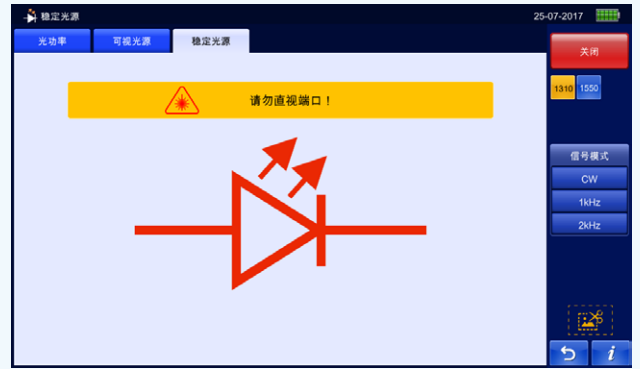 稳定光源
25-07-2017
光功率
可视光源
稳定光源
关闭
请勿直视端口！
1310
1550
信号模式
CW
1kHz
2kHz
i